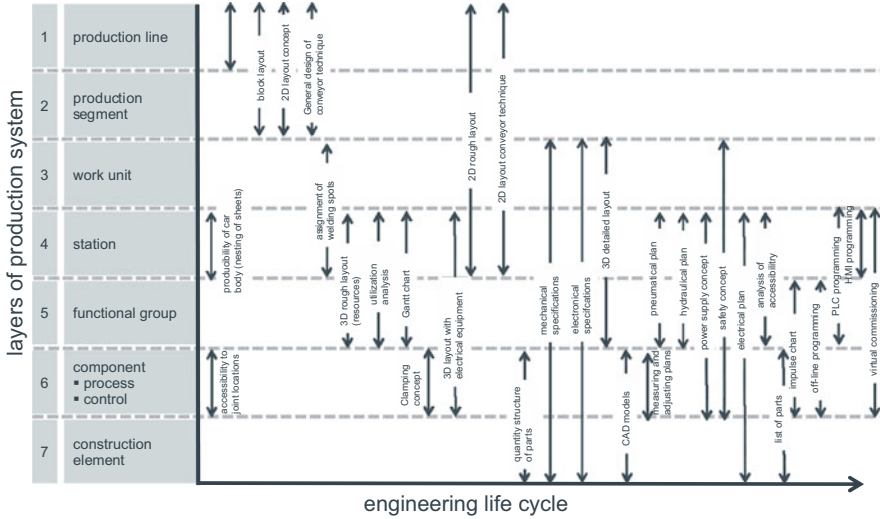 layers of production system
1 production line
2 production
segment
3 work unit
4 station
5 functional group
6 component
▪ process
▪ control
7 construction
element
producibility of car
body (nesting of sheets)
accessibility to
joint locations
block layout
2D layout concept
General design of
conveyor technique
assignment of
welding spots
3D rough layout
(resources)
utilization
analysis
Gantt chart
Clamping
concept
3D layout with
electrical equipment
2D rough layout
2D layout conveyor technique
quantity structure
of parts
mechanical
specifications
electronical
specifcations
3D detailed layout
CAD models
measuring and
adjusting plans
pneumatical plan
hydraulical plan
power supply concept
safety concept
electrical plan
analysis of
accessibility
list of parts
impulse chart
off-line programming
PLC programming
HMI programming
virtual commissioning
engineering life cycle